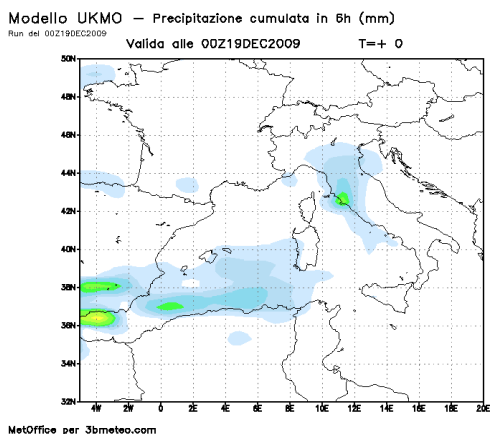 Modello UKMO – Precipitazione cumulata in 6h (mm)
Run del 00Z19DEC2009
Valida alle 00Z19DEC2009 T=+ 0
50N
48N
46N
44N
42N
40N
38N
36N
34N
32N
4W 2W 0 2E 4E 6E 8E 10E 12E 14E 16E 18E 20E
MetOffice per 3bmeteo.com